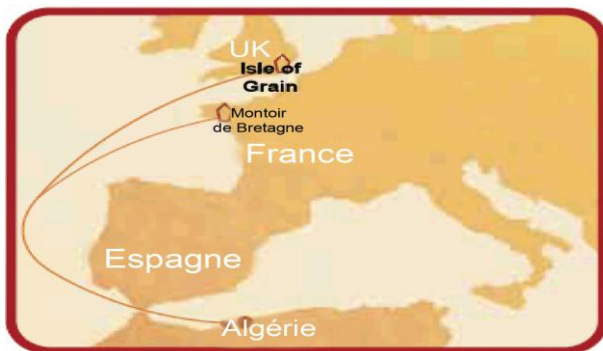 UK
Isle of
Grain
Montoir
de Bretagne
France
Espagne
Algérie